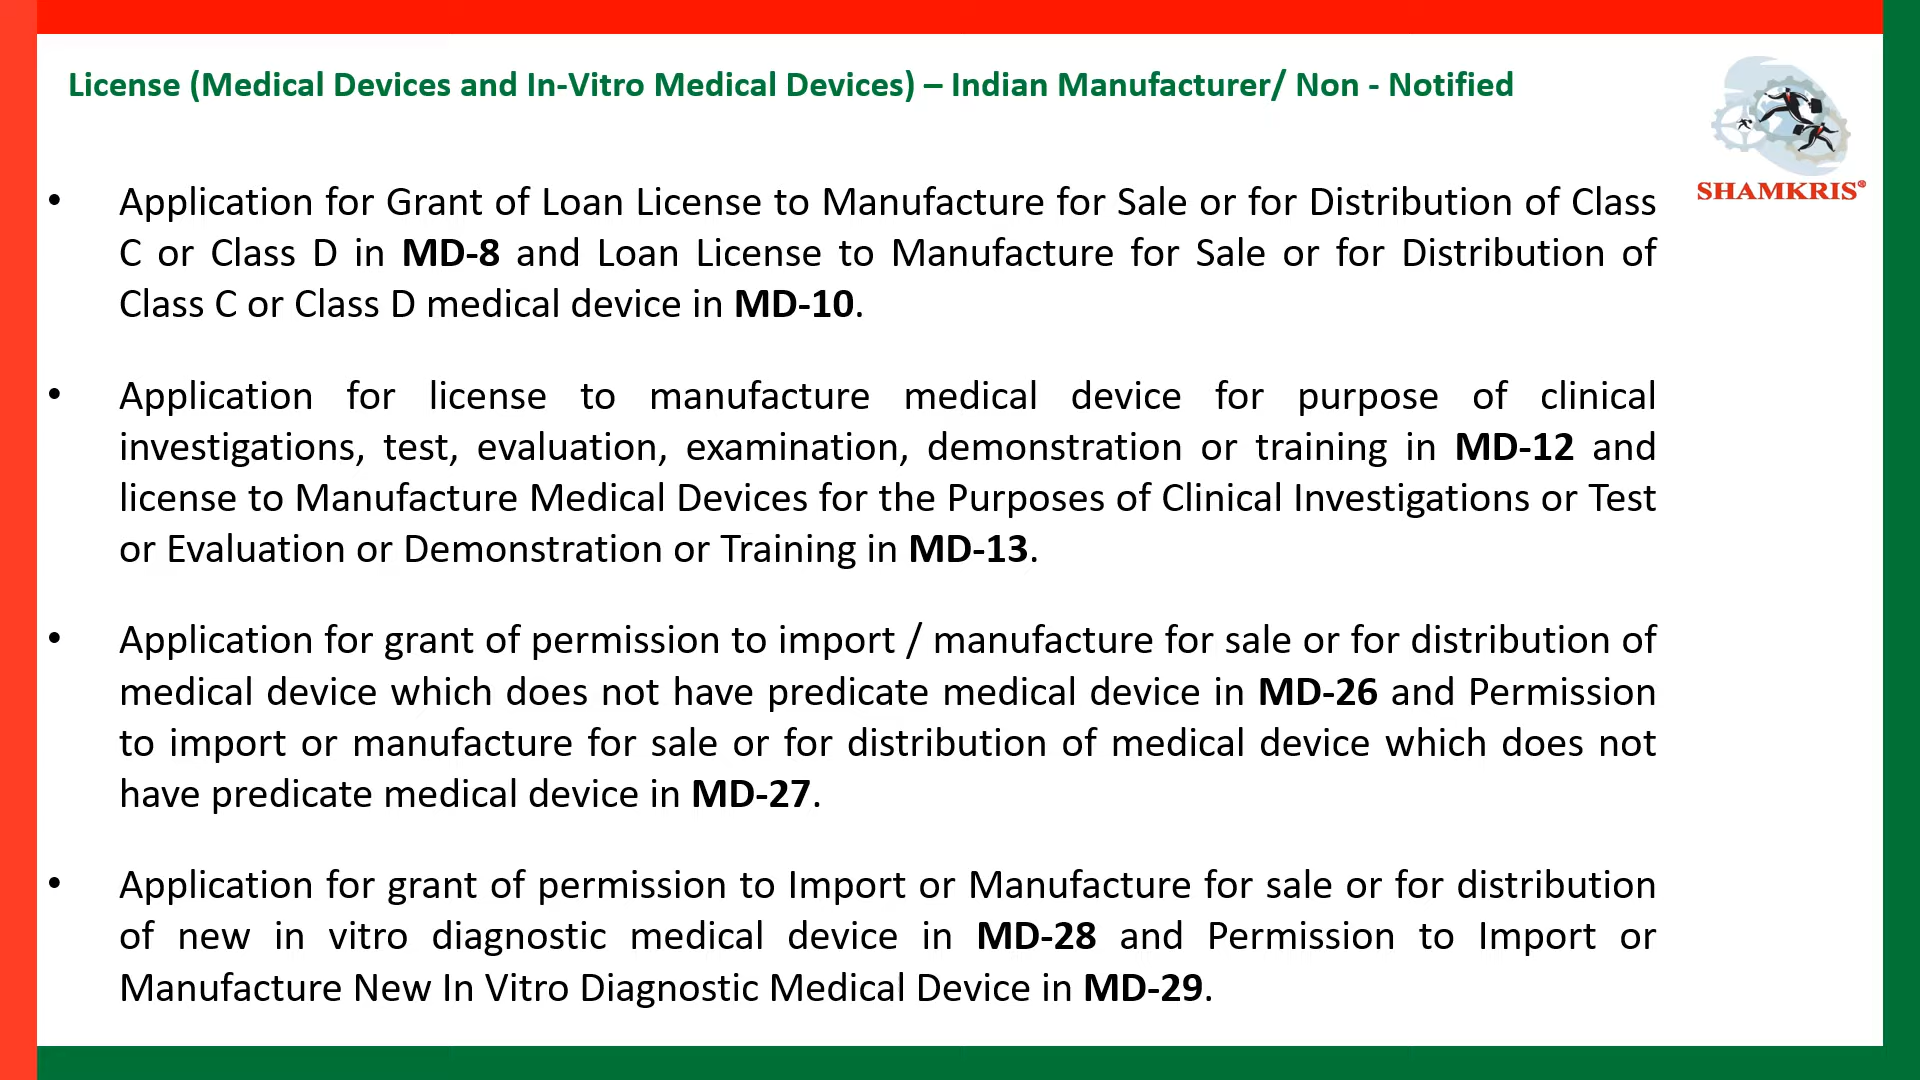 License (Medical Devices and In-Vitro Medical Devices) – Indian Manufacturer/ Non - Notified
SHAMKRIS®
• Application for Grant of Loan License to Manufacture for Sale or for Distribution of Class
C or Class D in MD-8 and Loan License to Manufacture for Sale or for Distribution of
Class C or Class D medical device in MD-10.
• Application for license to manufacture medical device for purpose of clinical
investigations, test, evaluation, examination, demonstration or training in MD-12 and
license to Manufacture Medical Devices for the Purposes of Clinical Investigations or Test
or Evaluation or Demonstration or Training in MD-13.
• Application for grant of permission to import / manufacture for sale or for distribution of
medical device which does not have predicate medical device in MD-26 and Permission
to import or manufacture for sale or for distribution of medical device which does not
have predicate medical device in MD-27.
• Application for grant of permission to Import or Manufacture for sale or for distribution
of new in vitro diagnostic medical device in MD-28 and Permission to Import or
Manufacture New In Vitro Diagnostic Medical Device in MD-29.